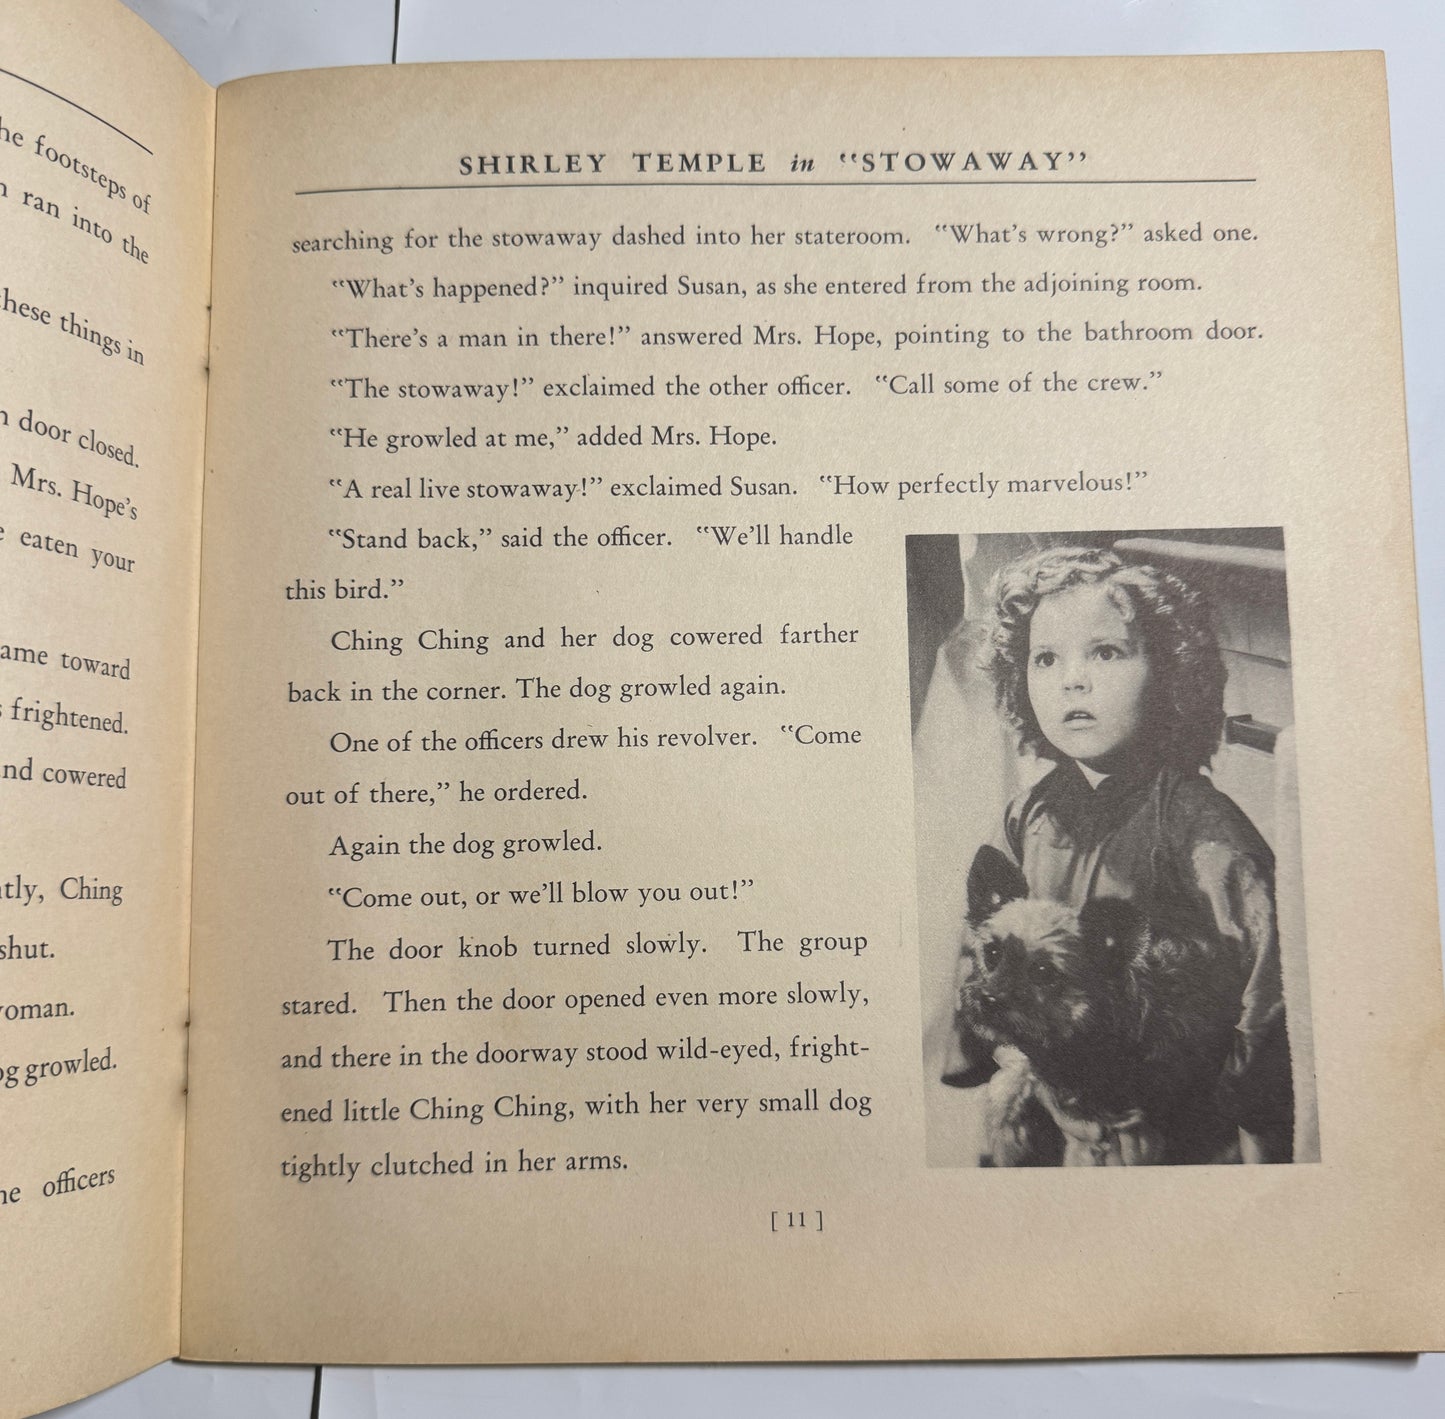 he footsteps of
ran into the
these things in
door closed.
Mrs. Hope's
eaten your
ame toward
frightened.
nd cowered
tly, Ching
shut.
oman.
og growled.
he officers
SHIRLEY TEMPLE in "STOWAWAY"
searching for the stowaway dashed into her stateroom. "What's wrong?" asked one.
"What's happened?" inquired Susan, as she entered from the adjoining room.
"There's a man in there!" answered Mrs. Hope, pointing to the bathroom door.
"The stowaway!" exclaimed the other officer. "Call some of the crew."
"He growled at me," added Mrs. Hope.
"A real live stowaway!" exclaimed Susan. "How perfectly marvelous!"
"Stand back," said the officer. "We'll handle
this bird."
Ching Ching and her dog cowered farther
back in the corner. The dog growled again.
One of the officers drew his revolver. "Come
out of there," he ordered.
Again the dog growled.
"Come out, or we'll blow you out!"
The door knob turned slowly. The group
stared. Then the door opened even more slowly,
and there in the doorway stood wild-eyed, fright-
ened little Ching Ching, with her very small dog
tightly clutched in her arms.
[ 11 ]